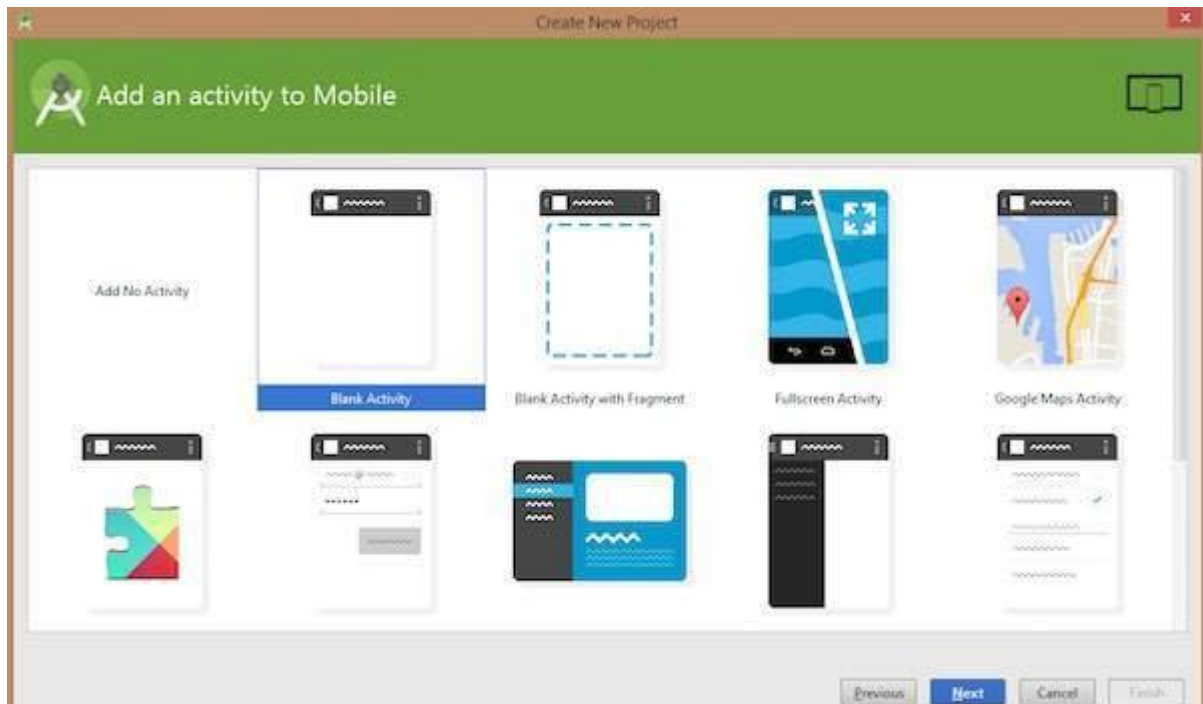 Create New Project
Add an activity to Mobile
Add No Activity
Blank Activity
Blank Activity with Fragment
Fullscreen Activity
Google Maps Activity
Previous
Next
Cancel
Finish